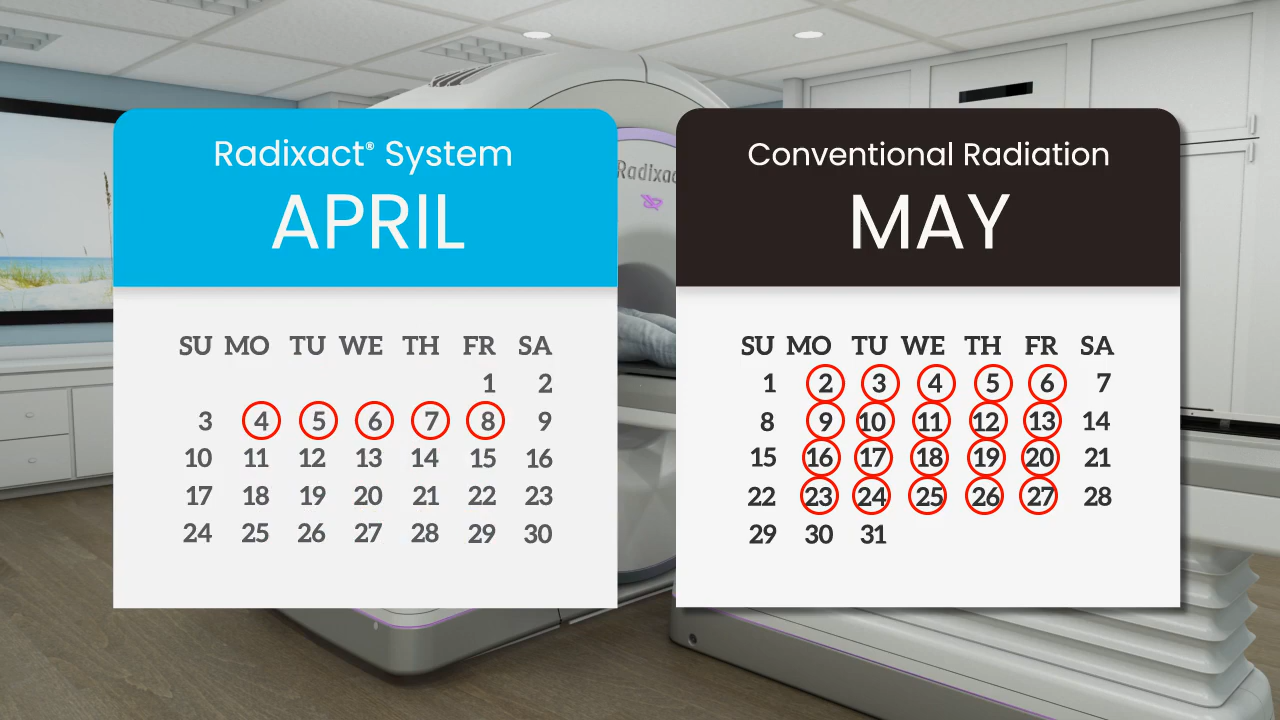 Radixact® System
APRIL
SU MO TU WE TH FR SA
1 2
3 4 5 6 7 8 9
10 11 12 13 14 15 16
17 18 19 20 21 22 23
24 25 26 27 28 29 30
Radixac
Conventional Radiation
MAY
SU MO TU WE TH FR SA
1 2 3 4 5 6 7
8 9 10 11 12 13 14
15 16 17 18 19 20 21
22 23 24 25 26 27 28
29 30 31